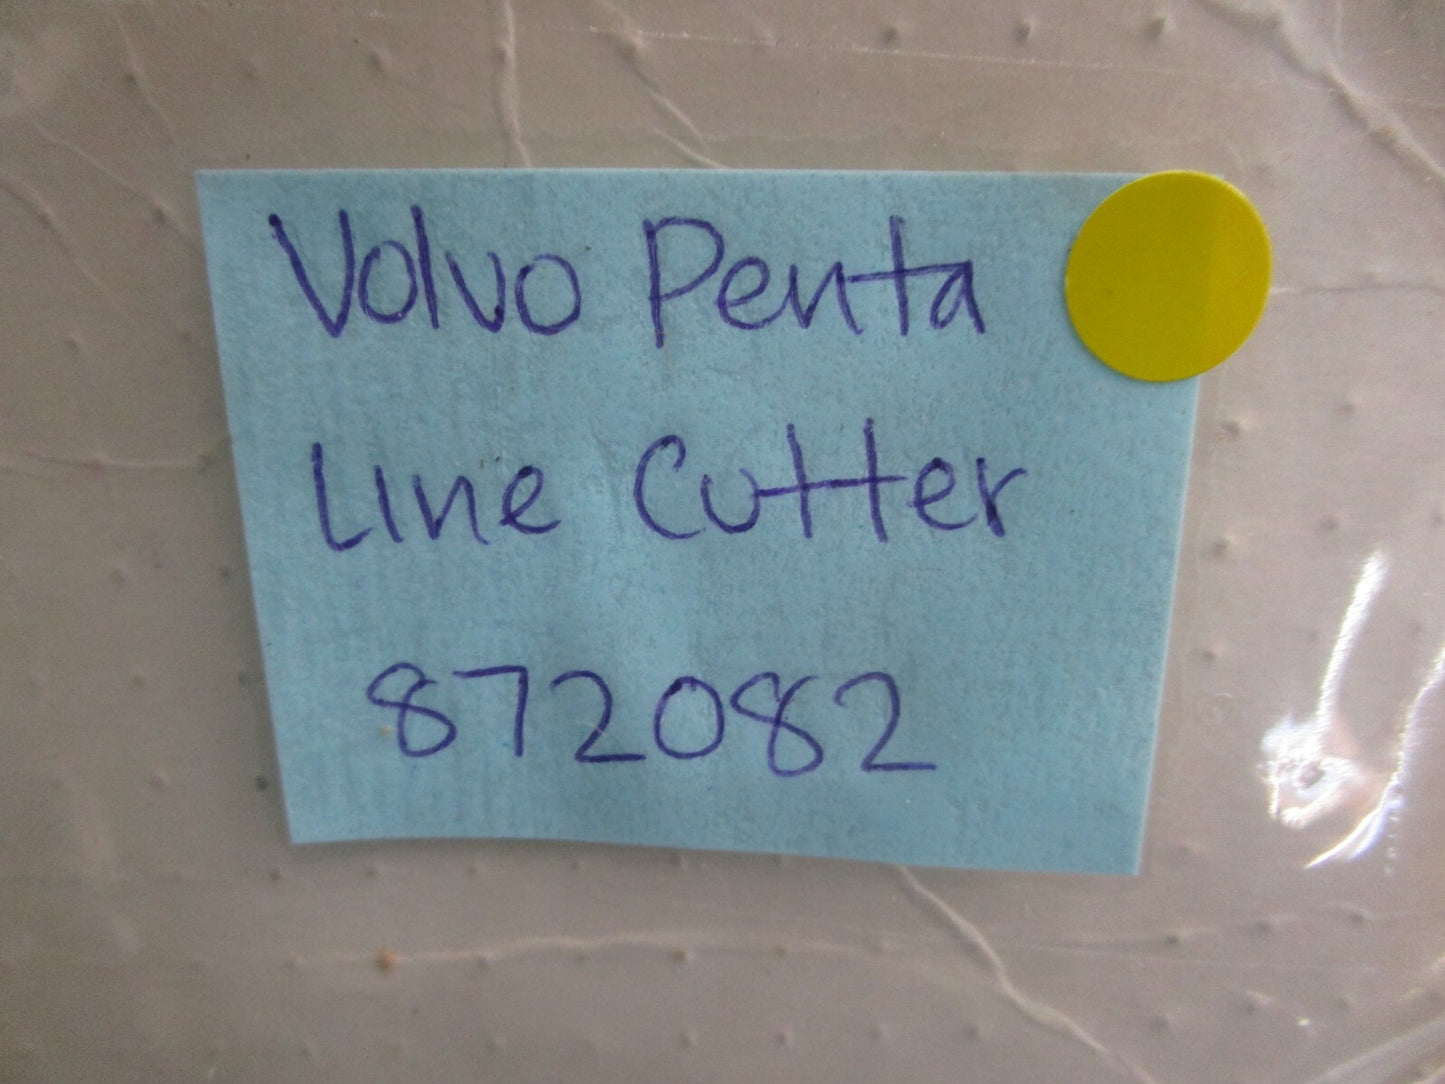 Volvo Penta
Line Cutter
872082